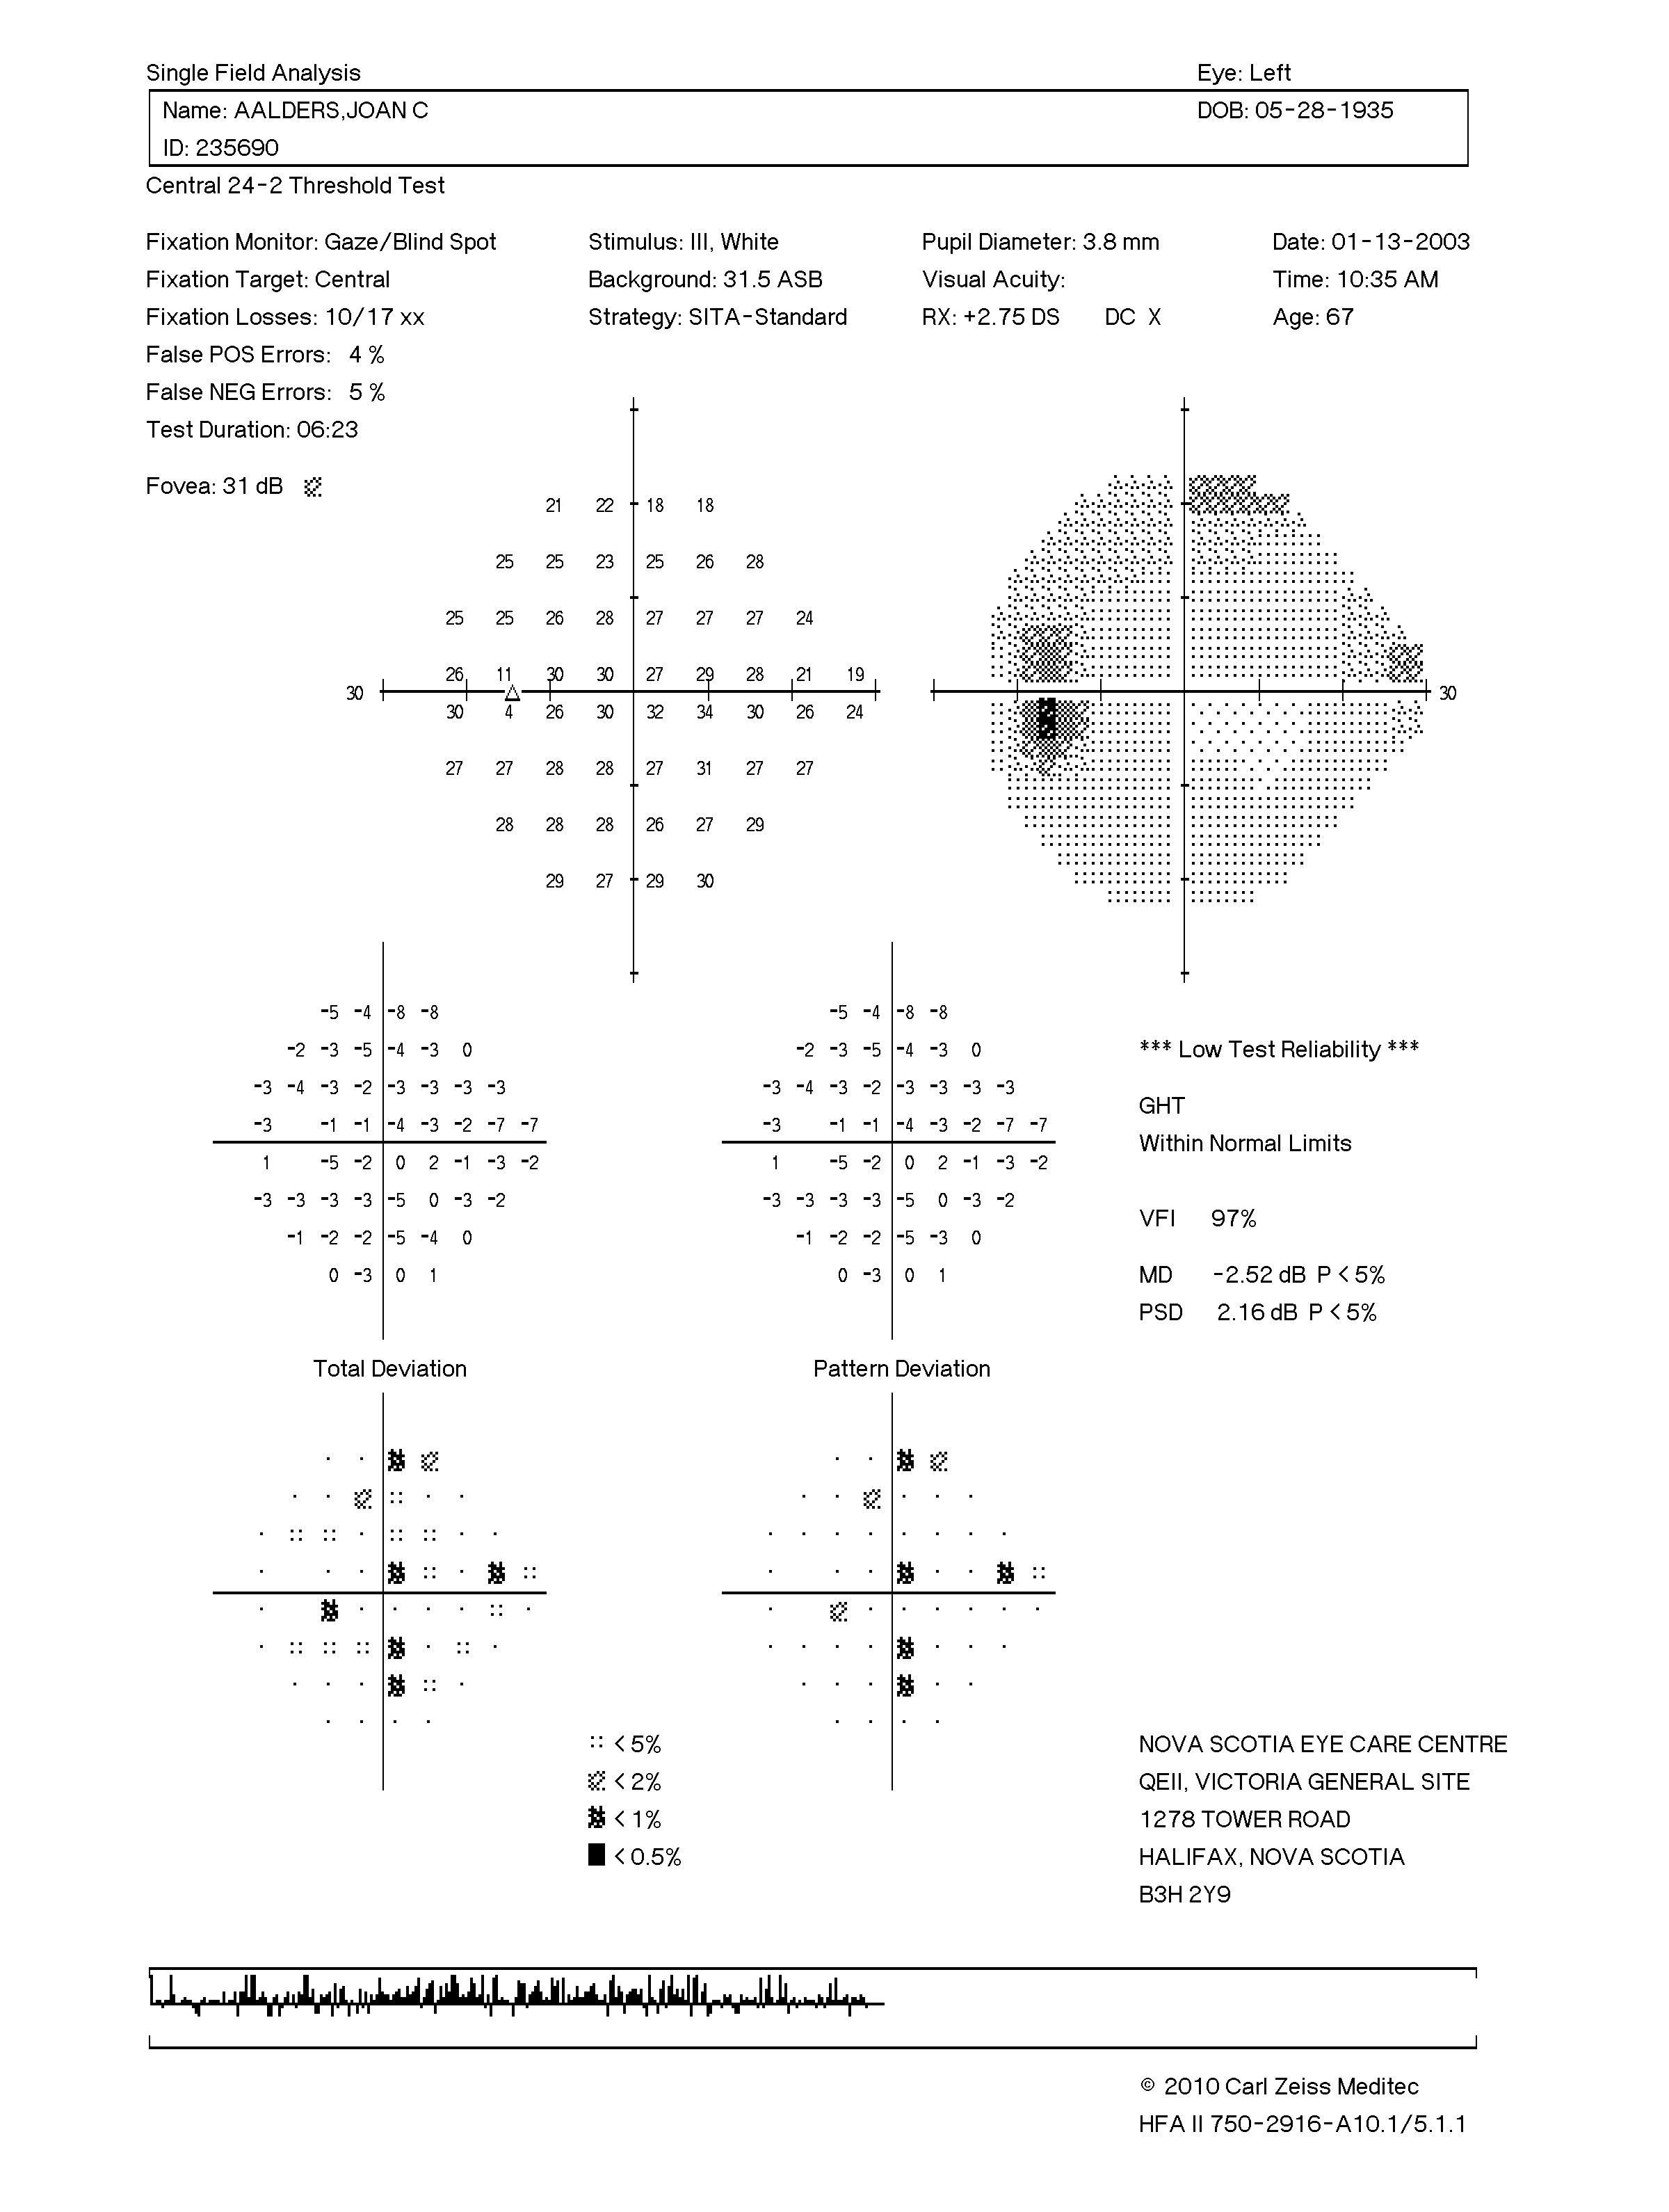 Single Field Analysis Eye: Left
Name: AALDERS,JOAN C DOB: 05-28-1935
ID: 235690
Central 24-2 Threshold Test
Fixation Monitor: Gaze/Blind Spot Stimulus: III, White Pupil Diameter: 3.8 mm Date: 01-13-2003
Fixation Target: Central Background: 31.5 ASB Visual Acuity: Time: 10:35 AM
Fixation Losses: 10/17 xx Strategy: SITA-Standard RX: +2.75 DS DC X Age: 67
False POS Errors: 4 %
False NEG Errors: 5 %
Test Duration: 06:23
Fovea: 31 dB
21 22 18 18
25 25 23 25 26 28
25 25 26 28 27 27 27 24
26 11 30 30 27 29 28 21 19
30 30
30 4 26 30 32 34 30 26 24
27 27 28 28 27 31 27 27
28 28 28 26 27 29
29 27 29 30
-5 -4 -8 -8 -5 -4 -8 -8
-2 -3 -5 -4 -3 0 -2 -3 -5 -4 -3 0 *** Low Test Reliability ***
-3 -4 -3 -2 -3 -3 -3 -3 -3 -4 -3 -2 -3 -3 -3 -3
GHT
-3 -1 -1 -4 -3 -2 -7 -7 -3 -1 -1 -4 -3 -2 -7 -7
Within Normal Limits
1 -5 -2 0 2 -1 -3 -2 1 -5 -2 0 2 -1 -3 -2
-3 -3 -3 -3 -5 0 -3 -2 -3 -3 -3 -3 -5 0 -3 -2
VFI 97%
-1 -2 -2 -5 -4 0 -1 -2 -2 -5 -3 0
0 -3 0 1 0 -3 0 1 MD -2.52 dB P < 5%
PSD 2.16 dB P < 5%
Total Deviation Pattern Deviation
< 5% NOVA SCOTIA EYE CARE CENTRE
< 2% QEII, VICTORIA GENERAL SITE
< 1% 1278 TOWER ROAD
< 0.5% HALIFAX, NOVA SCOTIA
B3H 2Y9
© 2010 Carl Zeiss Meditec
HFA II 750-2916-A10.1/5.1.1